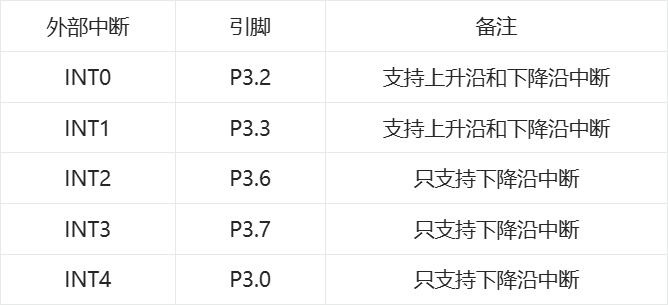 外部中断 引脚 备注
INT0 P3.2 支持上升沿和下降沿中断
INT1 P3.3 支持上升沿和下降沿中断
INT2 P3.6 只支持下降沿中断
INT3 P3.7 只支持下降沿中断
INT4 P3.0 只支持下降沿中断